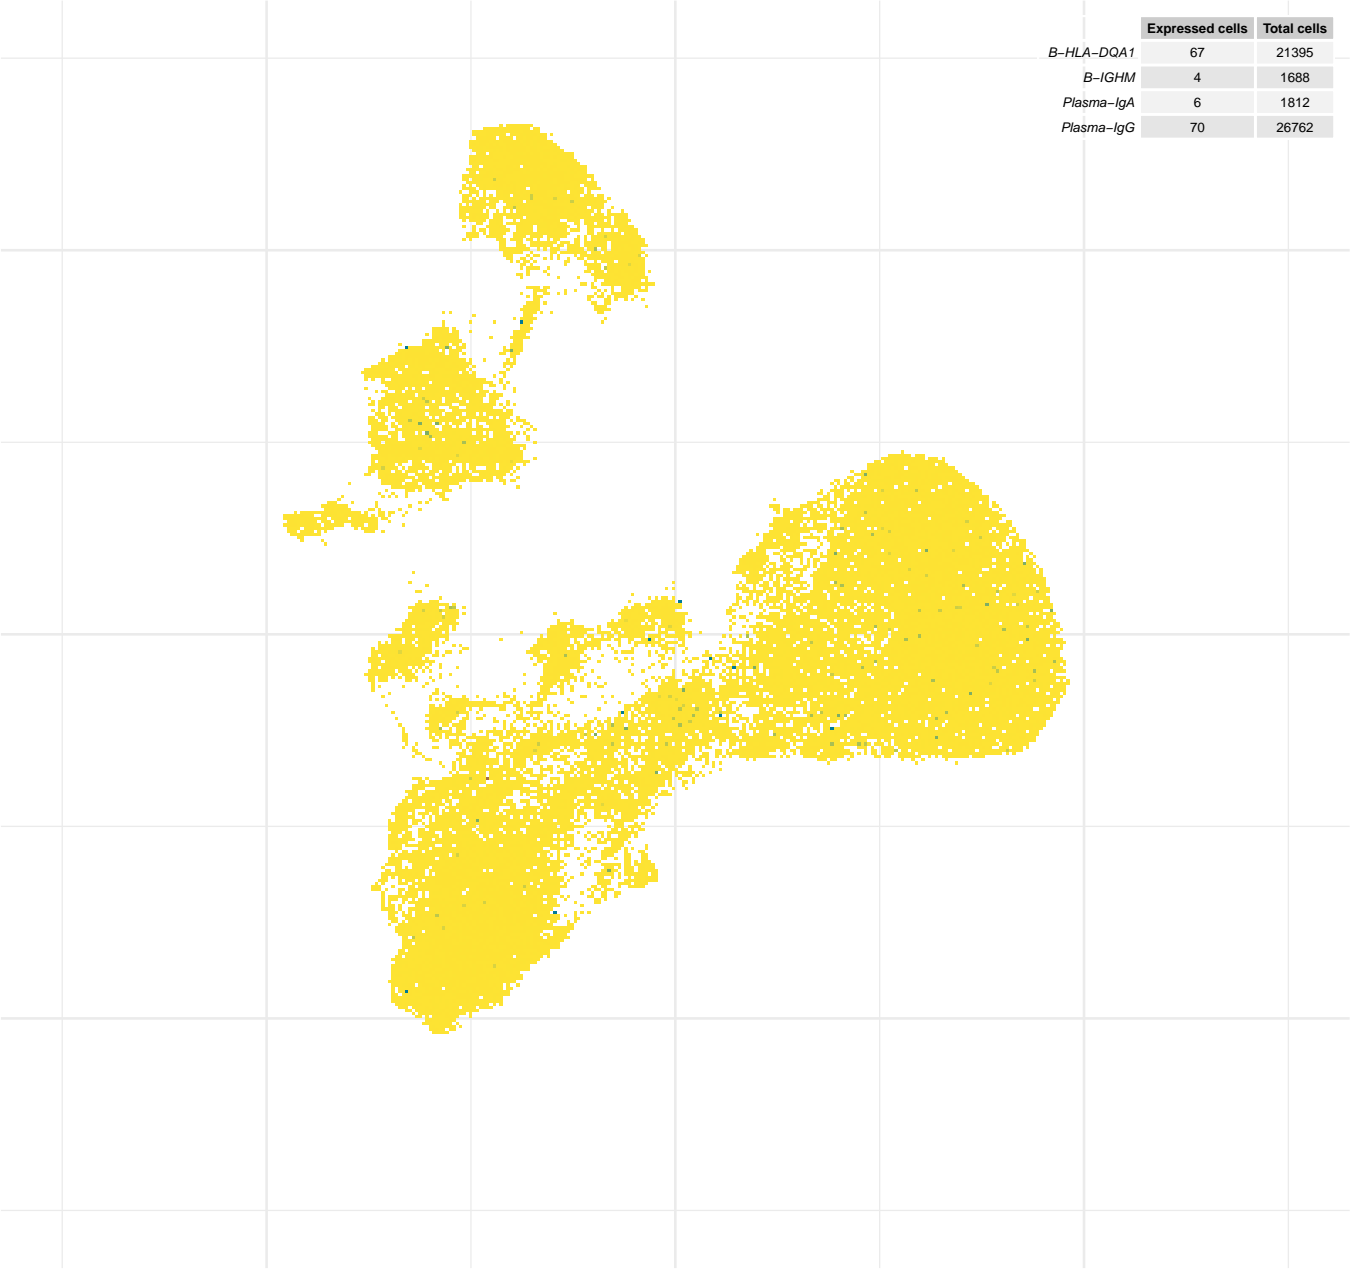 Expressed cells Total cells
B−HLA−DQA1 67 21395
B−IGHM 4 1688
Plasma−IgA 6 1812
Plasma−IgG 70 26762